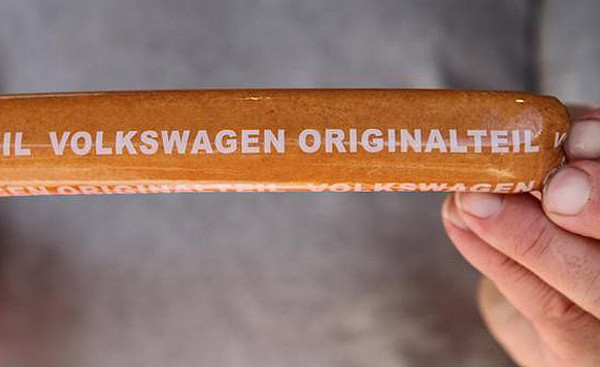 IL VOLKSWAGEN ORIGINALTEIL V
EN ORIGINALTEIL VOLKSWAGEN